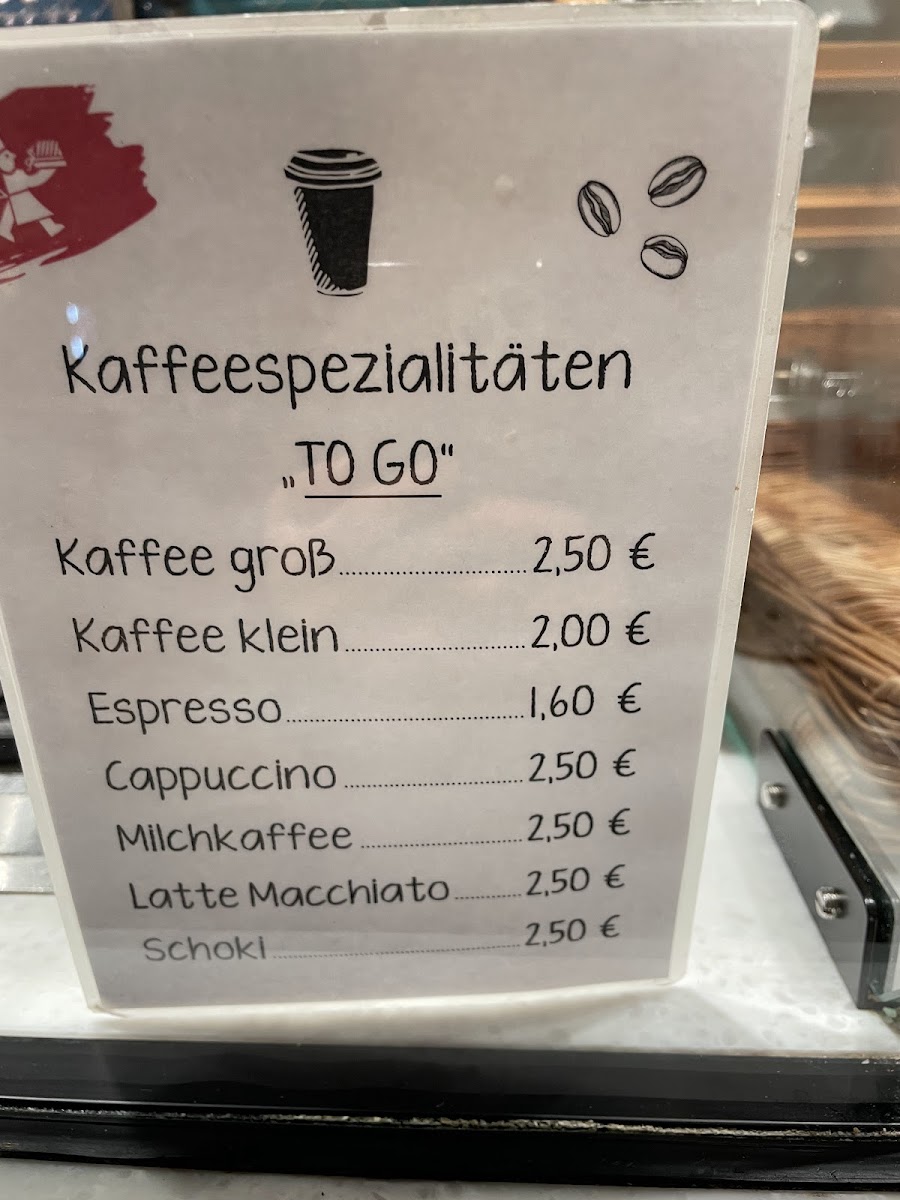 Kaffeespezialitäten
„TO GO“
Kaffee groß.................................2,50 €
Kaffee klein.................................2,00 €
Espresso.................................1,60 €
Cappuccino.................................2,50 €
Milchkaffee.................................2,50 €
Latte Macchiato.............2,50 €
Schoki.................................2,50 €